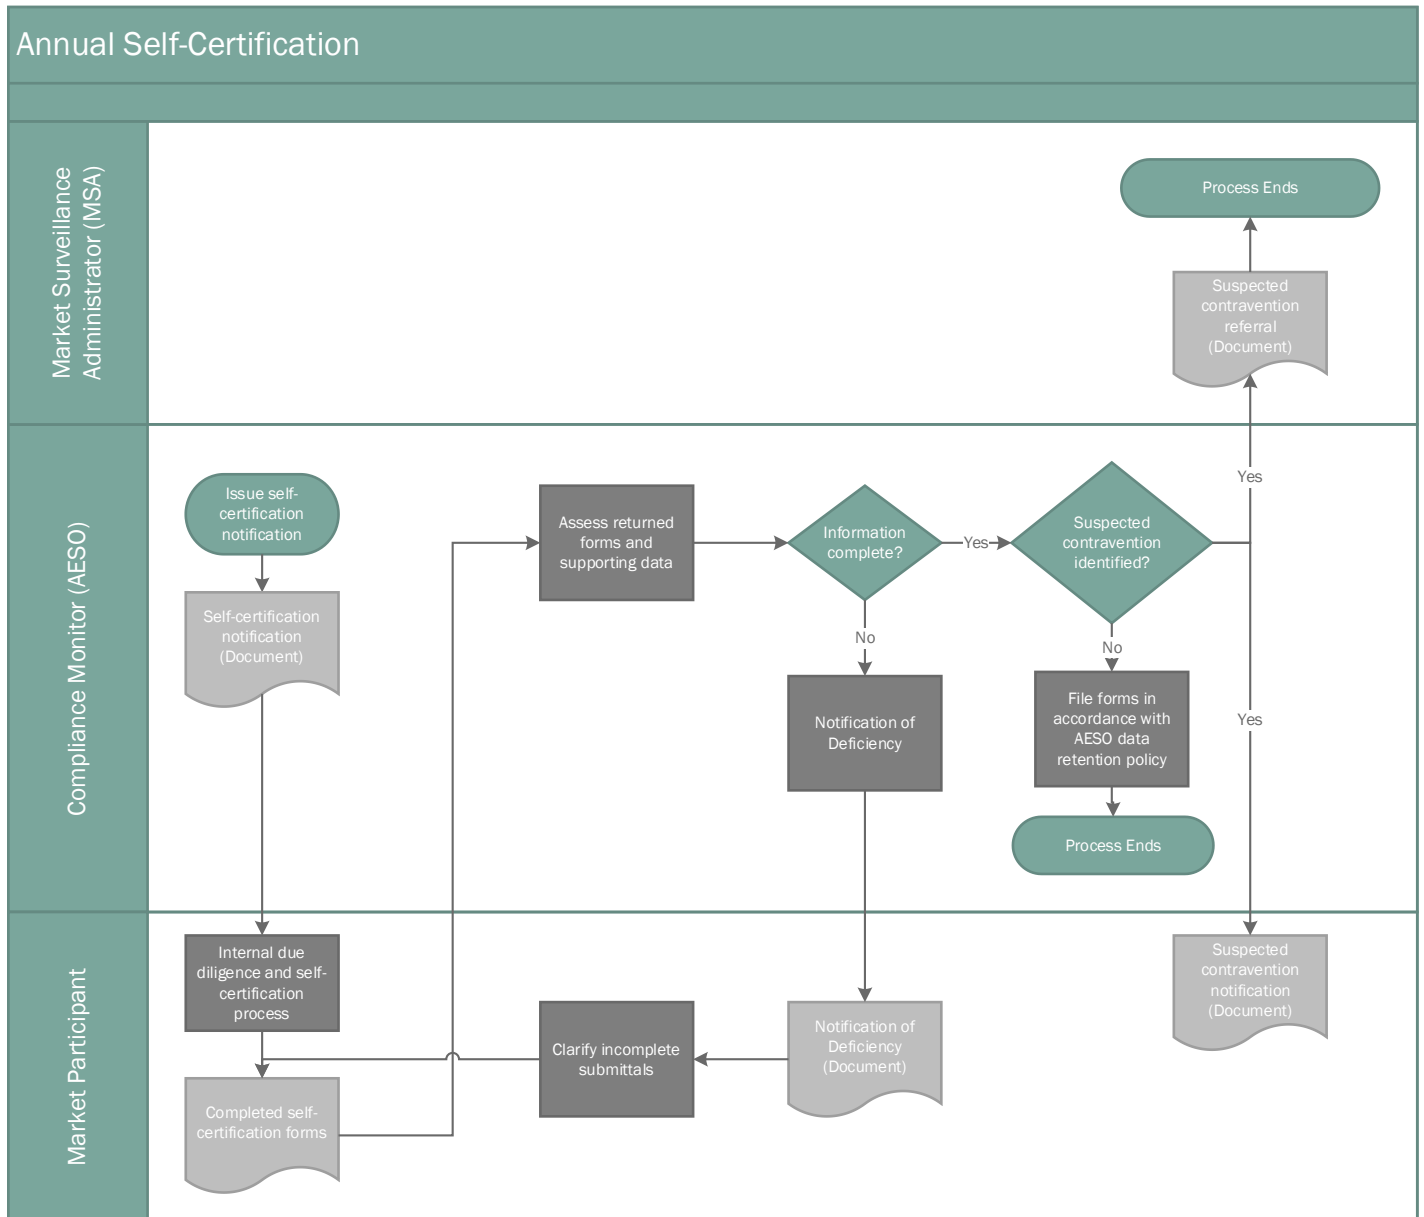 Annual Self-Certification
Market Surveillance
Administrator (MSA)
Process Ends
Suspected
contravention
referral
(Document)
Yes
Compliance Monitor (AESO)
Issue self-
certification
notification
Self-certification
notification
(Document)
Assess returned
forms and
supporting data
Information
complete?
Yes
Suspected
contravention
identified?
No
No
Notification of
Deficiency
File forms in
accordance with
AESO data
retention policy
Yes
Process Ends
Market Participant
Internal due
diligence and self-
certification
process
Completed self-
certification forms
Clarify incomplete
submittals
Notification of
Deficiency
(Document)
Suspected
contravention
notification
(Document)